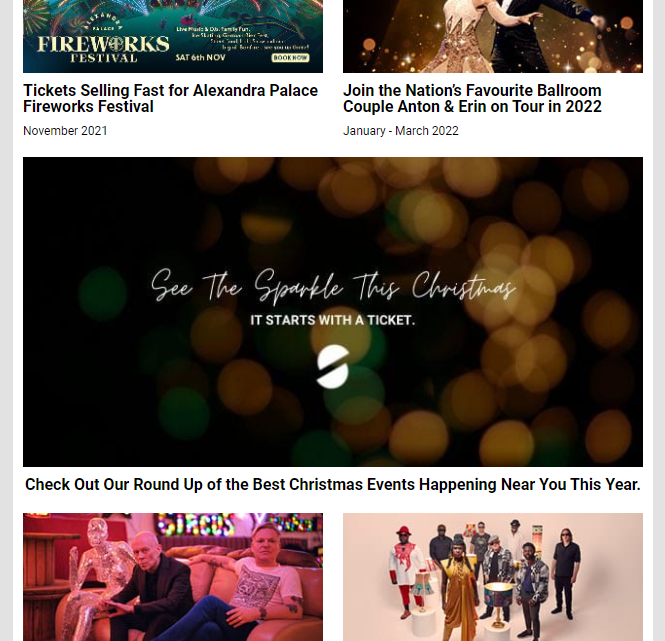 ALEXANDRA
PALACE
FIREWORKS
FESTIVAL
Live Music & DJs, Family Fun,
SAT 6th NOV
BOOK NOW
Tickets Selling Fast for Alexandra Palace
Fireworks Festival
November 2021
Join the Nation’s Favourite Ballroom
Couple Anton & Erin on Tour in 2022
January - March 2022
See The Sparkle This Christmas
IT STARTS WITH A TICKET.
Check Out Our Round Up of the Best Christmas Events Happening Near You This Year.